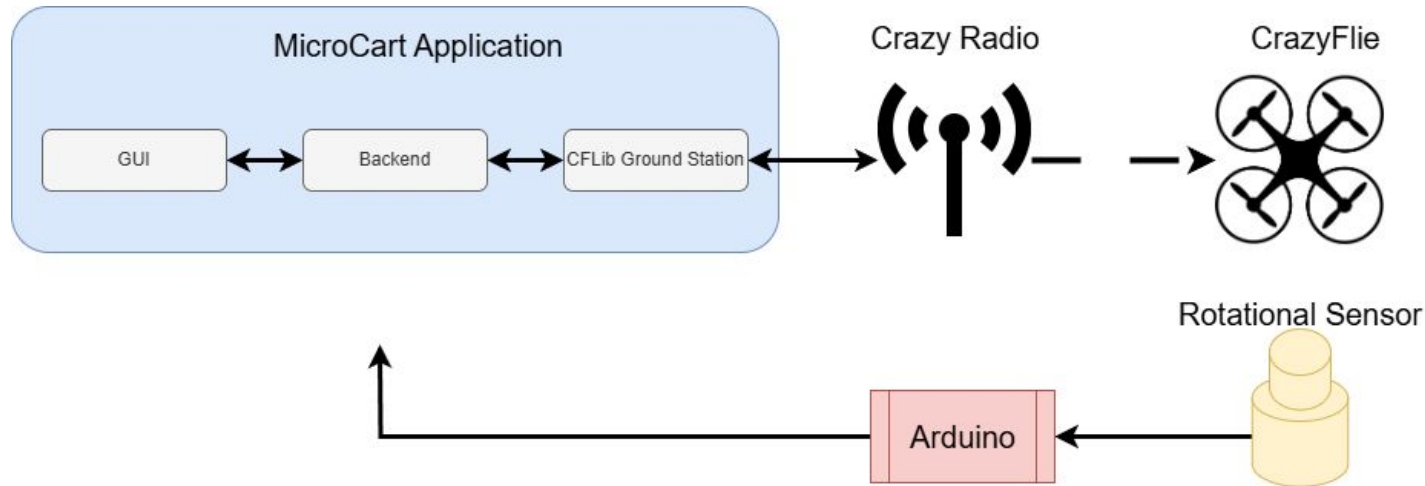 MicroCart Application
Crazy Radio
CrazyFlie
GUI
Backend
CFLib Ground Station
Rotational Sensor
Arduino